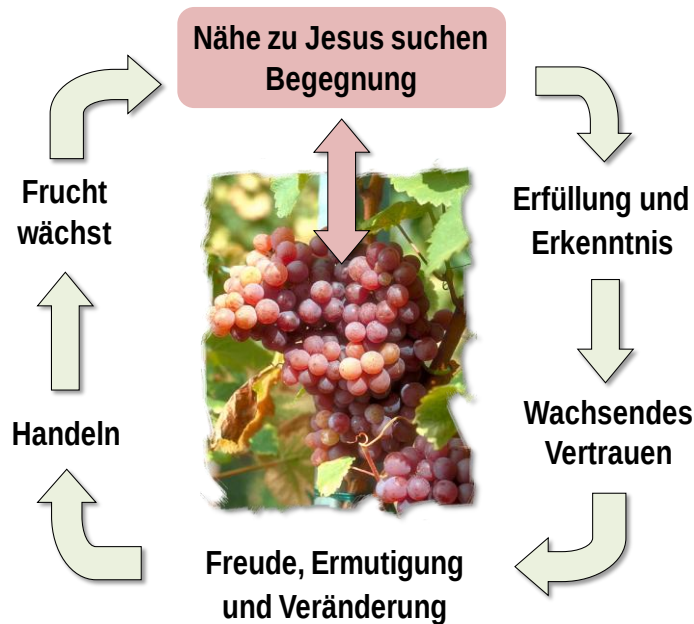 Nähe zu Jesus suchen
Begegnung
Erfüllung und
Erkenntnis
Wachsendes
Vertrauen
Freude, Ermutigung
und Veränderung
Handeln
Frucht
wächst